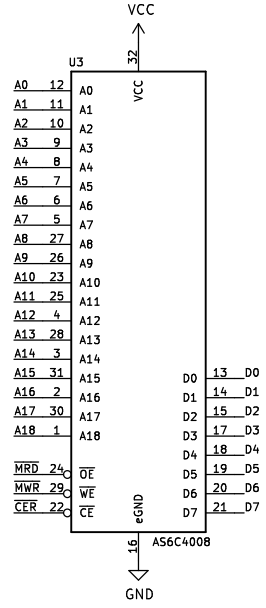 VCC
32
U3
VCC
A0 12 A0
A1 11 A1
A2 10 A2
A3 9 A3
A4 8 A4
A5 7 A5
A6 6 A6
A7 5 A7
A8 27 A8
A9 26 A9
A10 23 A10
A11 25 A11
A12 4 A12
A13 28 A13
A14 3 A14
A15 31 A15 D0 13 D0
A16 2 A16 D1 14 D1
A17 30 A17 D2 15 D2
A18 1 A18 D3 17 D3
D4 18 D4
MRD 24 OE D5 19 D5
MWR 29 WE D6 20 D6
CER 22 CE D7 21 D7
eGND
16
AS6C4008
GND